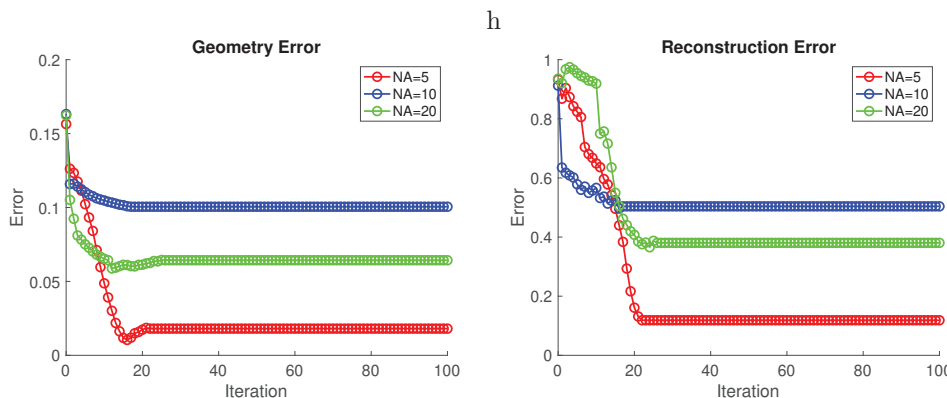 h
Geometry Error
0.2
0.15
0.1
0.05
0
Error
0 20 40 60 80 100
Iteration
NA=5
NA=10
NA=20
Reconstruction Error
1
0.8
0.6
0.4
0.2
0
Error
0 20 40 60 80 100
Iteration
NA=5
NA=10
NA=20